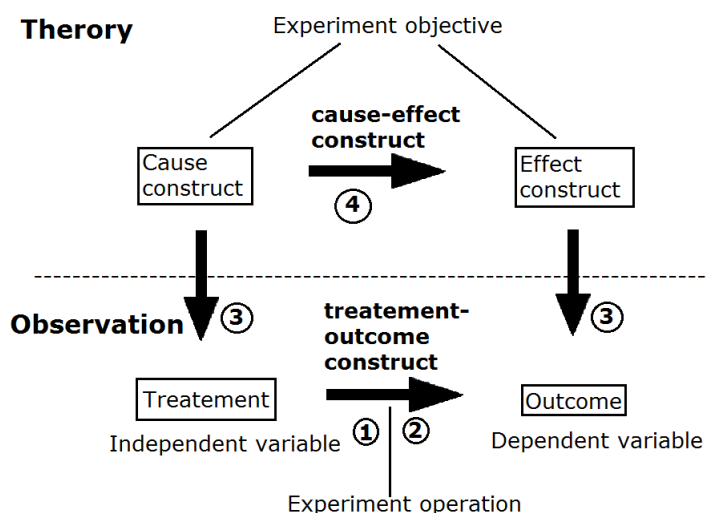 Therory
Experiment objective
cause-effect
construct
Cause
construct
Effect
construct
4
3
3
Observation
treatement-
outcome
construct
Treatement
Outcome
Independent variable
1
2
Dependent variable
Experiment operation